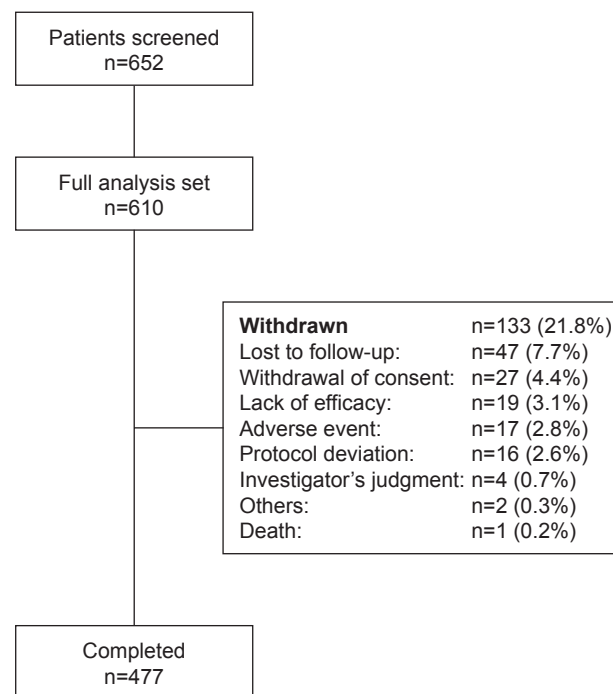 Patients screened
n=652
Full analysis set
n=610
Withdrawn n=133 (21.8%)
Lost to follow-up: n=47 (7.7%)
Withdrawal of consent: n=27 (4.4%)
Lack of efficacy: n=19 (3.1%)
Adverse event: n=17 (2.8%)
Protocol deviation: n=16 (2.6%)
Investigator's judgment: n=4 (0.7%)
Others: n=2 (0.3%)
Death: n=1 (0.2%)
Completed
n=477